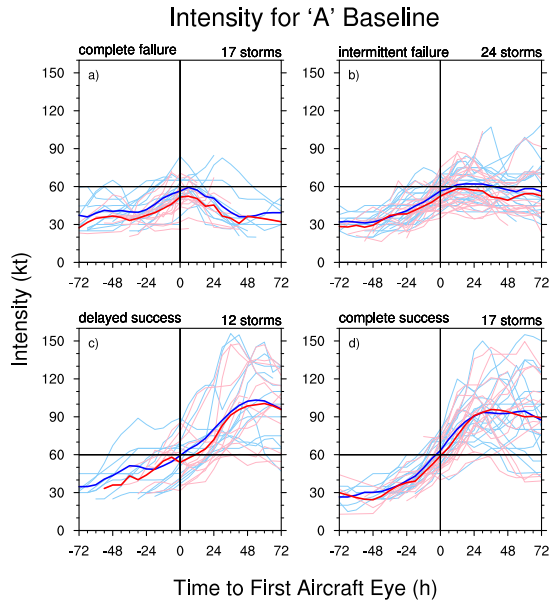 Intensity for 'A' Baseline
complete failure 17 storms
intermittent failure 24 storms
a)
b)
150
120
90
60
30
0
150
120
90
60
30
0
-72 -48 -24 0 24 48 72
-72 -48 -24 0 24 48 72
Intensity (kt)
delayed success 12 storms
complete success 17 storms
c)
d)
150
120
90
60
30
0
150
120
90
60
30
0
-72 -48 -24 0 24 48 72
-72 -48 -24 0 24 48 72
Time to First Aircraft Eye (h)